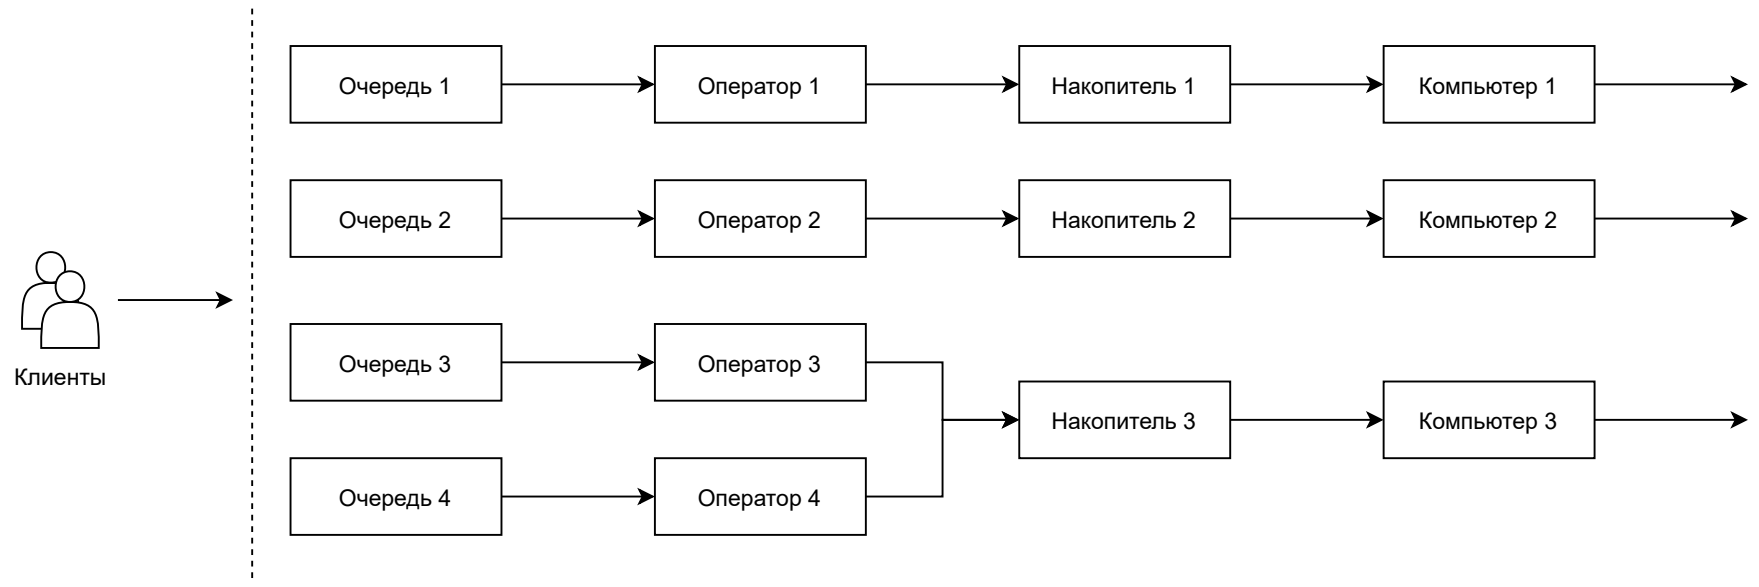 Очередь 1
Оператор 1
Накопитель 1
Компьютер 1
Очередь 2
Оператор 2
Накопитель 2
Компьютер 2
Клиенты
Очередь 3
Оператор 3
Накопитель 3
Компьютер 3
Очередь 4
Оператор 4